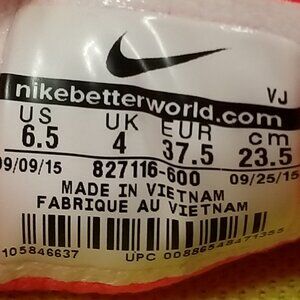 VJ
nikebetterworld.com
US UK EUR cm
6.5 4 37.5 23.5
09/09/15 827116-600 09/25/15
MADE IN VIETNAM
FABRIQUE AU VIETNAM
105846637
UPC